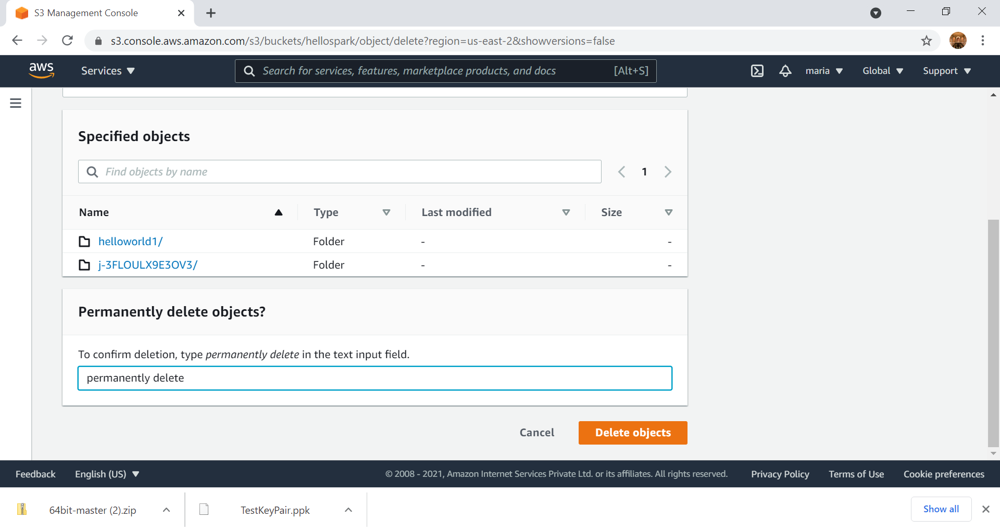 S3 Management Console
s3.console.aws.amazon.com/s3/buckets/hellospark/object/delete?region=us-east-2&showversions=false
aws Services Search for services, features, marketplace products, and docs [Alt+S] maria Global Support
Specified objects
Find objects by name 1
Name Type Last modified Size
helloworld1/ Folder - -
j-3FLOULX9E3OV3/ Folder - -
Permanently delete objects?
To confirm deletion, type permanently delete in the text input field.
permanently delete
Cancel Delete objects
Feedback English (US) © 2008 - 2021, Amazon Internet Services Private Ltd. or its affiliates. All rights reserved. Privacy Policy Terms of Use Cookie preferences
64bit-master (2).zip TestKeyPair.ppk Show all